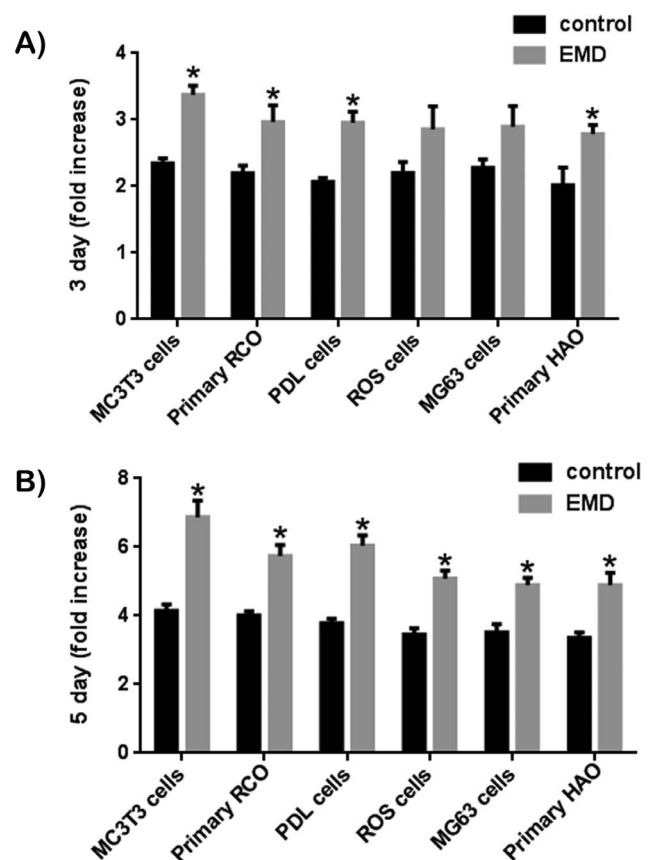 A)
control
EMD
3 day (fold increase)
4
3
2
1
0
* * * *
MC3T3 cells
Primary RCO
PDL cells
ROS cells
MG63 cells
Primary HAO
B)
control
EMD
5 day (fold increase)
8
6
4
2
0
* * * * * *
MC3T3 cells
Primary RCO
PDL cells
ROS cells
MG63 cells
Primary HAO